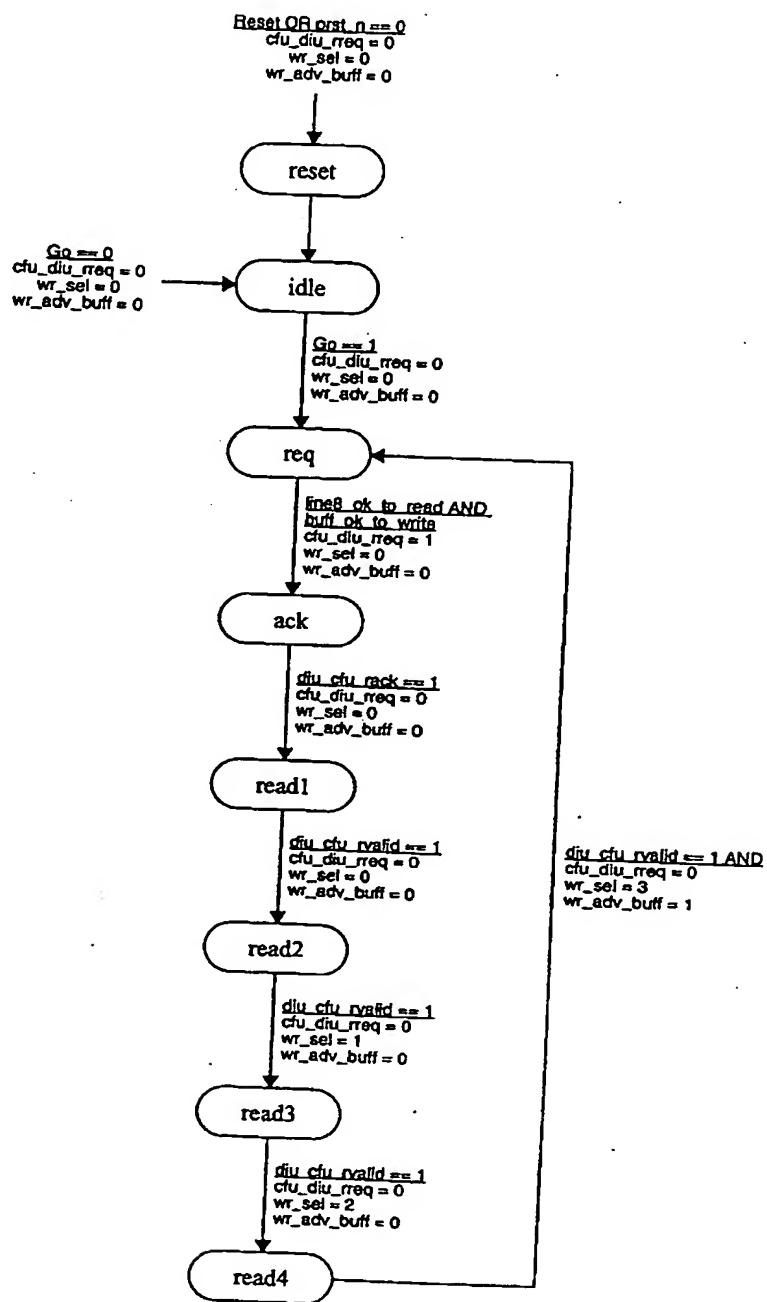 Reset OR prst_n == 0
cfu_diu_rreq = 0
wr_sel = 0
wr_adv_buff = 0
reset
Go == 0
cfu_diu_rreq = 0
wr_sel = 0
wr_adv_buff = 0
idle
Go == 1
cfu_diu_rreq = 0
wr_sel = 0
wr_adv_buff = 0
req
line8_ok_to_read AND
buff_ok_to_write
cfu_diu_rreq = 1
wr_sel = 0
wr_adv_buff = 0
ack
diu_cfu_rack == 1
cfu_diu_rreq = 0
wr_sel = 0
wr_adv_buff = 0
read1
diu_cfu_rvalid == 1
cfu_diu_rreq = 0
wr_sel = 0
wr_adv_buff = 0
diu_cfu_rvalid == 1 AND
cfu_diu_rreq = 0
wr_sel = 3
wr_adv_buff = 1
read2
diu_cfu_rvalid == 1
cfu_diu_rreq = 0
wr_sel = 1
wr_adv_buff = 0
read3
diu_cfu_rvalid == 1
cfu_diu_rreq = 0
wr_sel = 2
wr_adv_buff = 0
read4